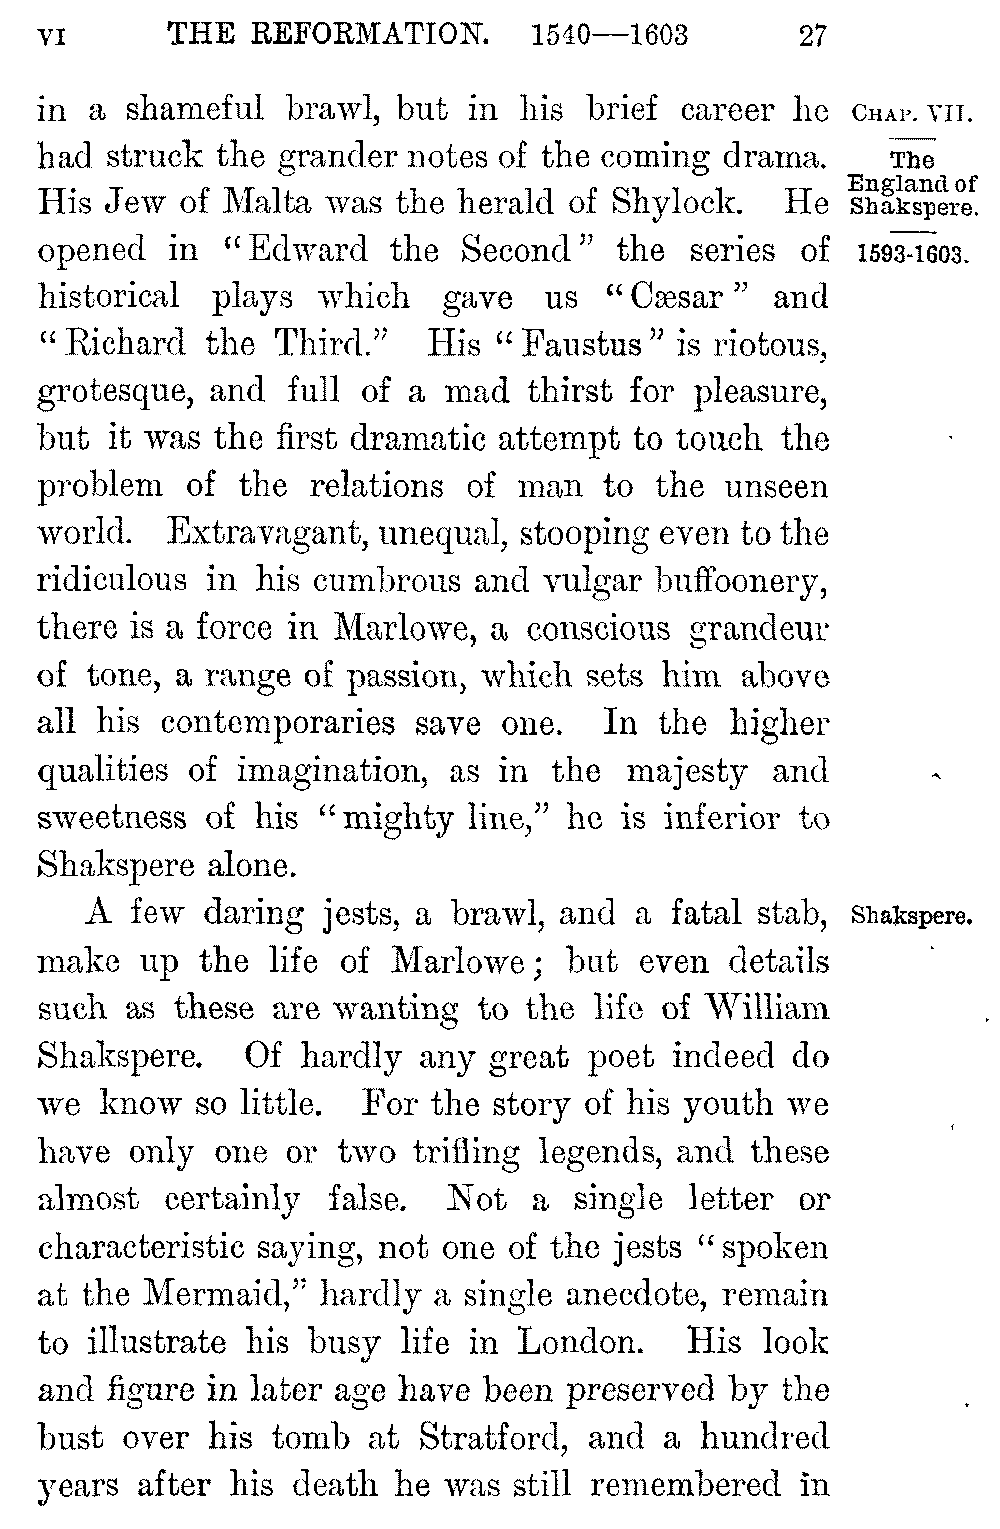 VI THE REFORMATION. 1540—1603 27
in a shameful brawl, but in his brief career he
had struck the grander notes of the coming drama.
His Jew of Malta was the herald of Shylock. He
opened in “Edward the Second” the series of
historical plays which gave us “Cæsar” and
“Richard the Third.” His “Faustus” is riotous,
grotesque, and full of a mad thirst for pleasure,
but it was the first dramatic attempt to touch the
problem of the relations of man to the unseen
world. Extravagant, unequal, stooping even to the
ridiculous in his cumbrous and vulgar buffoonery,
there is a force in Marlowe, a conscious grandeur
of tone, a range of passion, which sets him above
all his contemporaries save one. In the higher
qualities of imagination, as in the majesty and
sweetness of his “mighty line,” he is inferior to
Shakspere alone.
A few daring jests, a brawl, and a fatal stab,
make up the life of Marlowe; but even details
such as these are wanting to the life of William
Shakspere. Of hardly any great poet indeed do
we know so little. For the story of his youth we
have only one or two trifling legends, and these
almost certainly false. Not a single letter or
characteristic saying, not one of the jests “spoken
at the Mermaid,” hardly a single anecdote, remain
to illustrate his busy life in London. His look
and figure in later age have been preserved by the
bust over his tomb at Stratford, and a hundred
years after his death he was still remembered in
CHAP. VII.
The
England of
Shakspere.
1593-1603.
Shakspere.